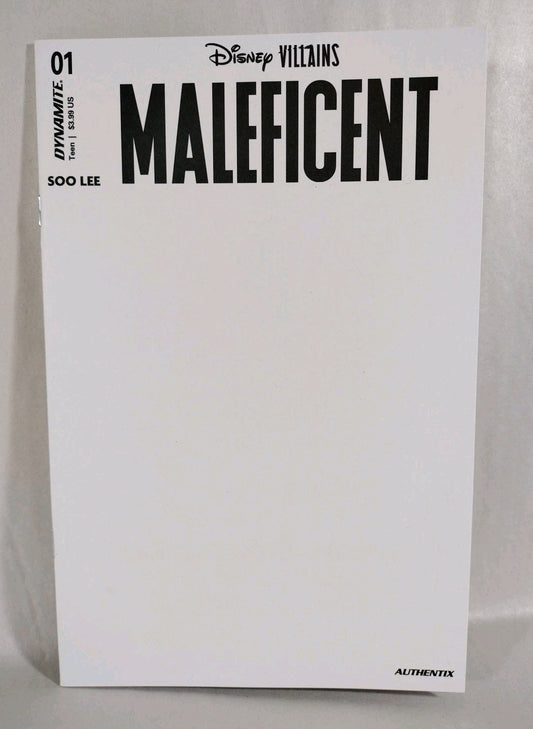 01
DYNAMITE®
Teen | $3.99 US
SOO LEE
Disney VILLAINS
MALEFICENT
AUTHENTIX